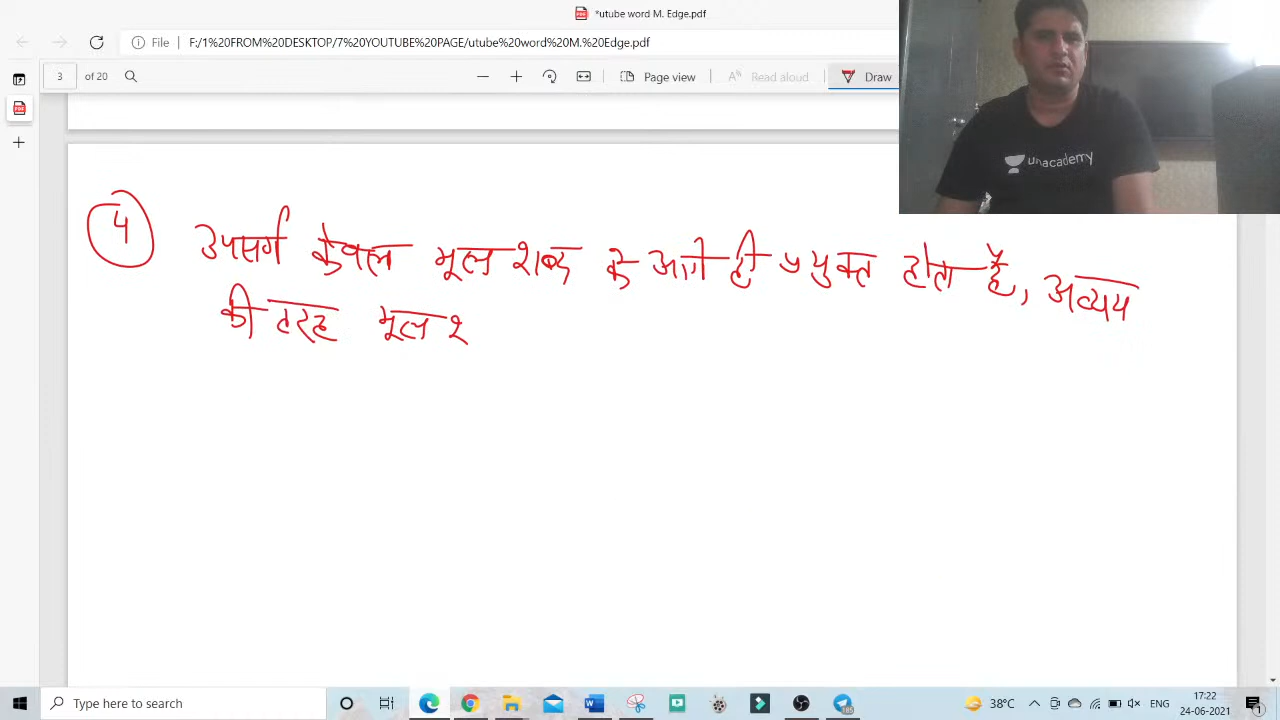 *utube word M. Edge.pdf
File F:/1%20FROM%20DESKTOP/7%20YOUTUBE%20PAGE/utube%20word%20M.%20Edge.pdf
3 of 20 Page view Read aloud Draw
unacademy
4 उपसर्ग केवल मूल शब्द के आगे ही प्रयुक्त होता है, अव्यय
की तरह मूल श
Type here to search 185 38°C 17:22
24-06-2021 1